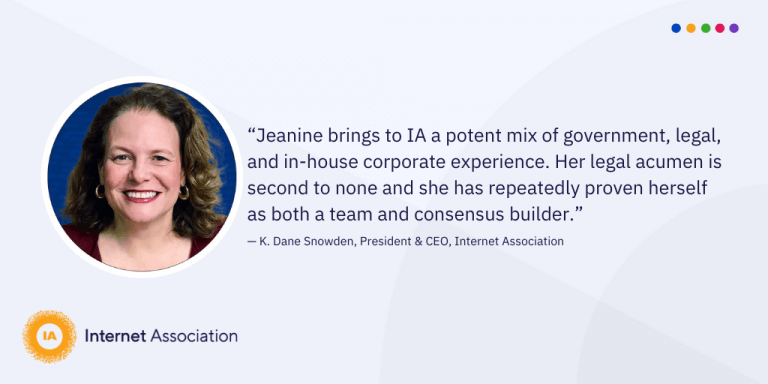 “Jeanine brings to IA a potent mix of government, legal,
and in-house corporate experience. Her legal acumen is
second to none and she has repeatedly proven herself
as both a team and consensus builder.”
— K. Dane Snowden, President & CEO, Internet Association
IA
Internet Association